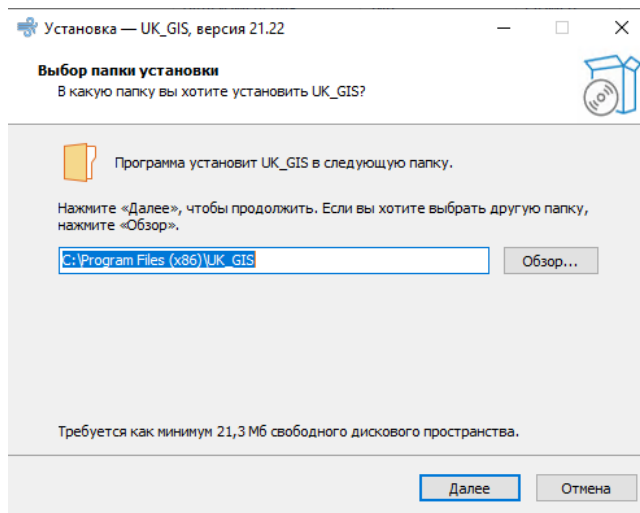 Установка — UK_GIS, версия 21.22
Выбор папки установки
В какую папку вы хотите установить UK_GIS?
Программа установит UK_GIS в следующую папку.
Нажмите «Далее», чтобы продолжить. Если вы хотите выбрать другую папку,
нажмите «Обзор».
C:\Program Files (x86)\UK_GIS
Обзор...
Требуется как минимум 21,3 Мб свободного дискового пространства.
Далее
Отмена